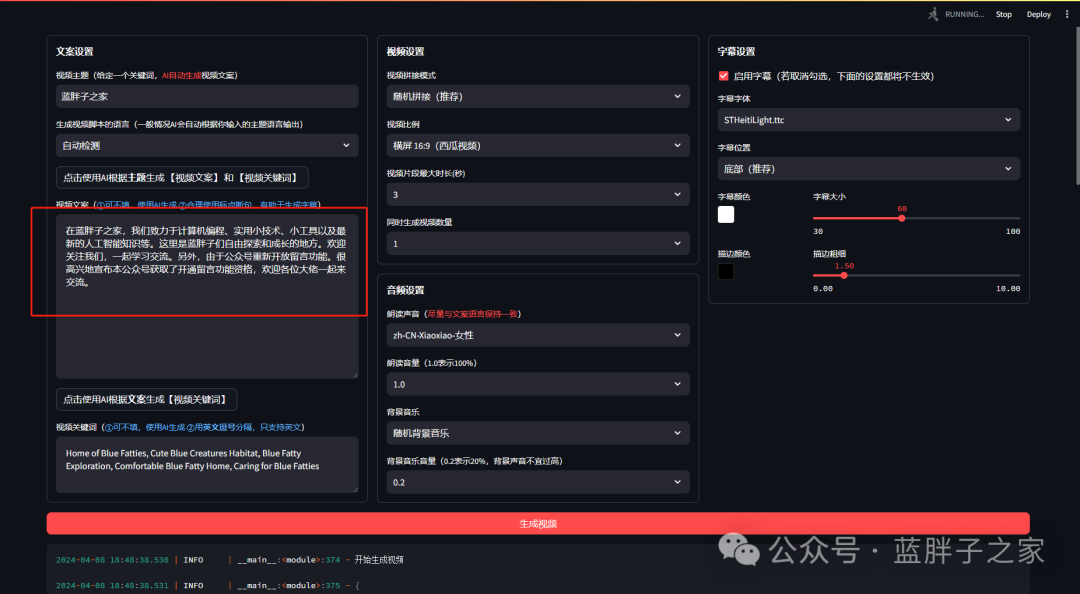 RUNNING...
Stop
Deploy
文案设置
视频主题（给定一个关键词，AI自动生成视频文案）
蓝胖子之家
生成视频脚本的语言（一般情况AI会自动根据你输入的主题语言输出）
自动检测
点击使用AI根据主题生成【视频文案】和【视频关键词】
视频文案（①可不填，使用AI生成 ②合理使用标点断句，有助于生成字幕）
在蓝胖子之家，我们致力于计算机编程、实用小技术、小工具以及最
新的人工智能知识等。这里是蓝胖子们自由探索和成长的地方。欢迎
关注我们，一起学习交流。另外，由于公众号重新开放留言功能。很
高兴地宣布本公众号获取了开通留言功能资格，欢迎各位大佬一起来
交流。
点击使用AI根据文案生成【视频关键词】
视频关键词（①可不填，使用AI生成 ②用英文逗号分隔，只支持英文）
Home of Blue Fatties, Cute Blue Creatures Habitat, Blue Fatty
Exploration, Comfortable Blue Fatty Home, Caring for Blue Fatties
视频设置
视频拼接模式
随机拼接（推荐）
视频比例
横屏 16:9（西瓜视频）
视频片段最大时长(秒)
3
同时生成视频数量
1
音频设置
朗读声音（尽量与文案语言保持一致）
zh-CN-Xiaoxiao-女性
朗读音量（1.0表示100%）
1.0
背景音乐
随机背景音乐
背景音乐音量（0.2表示20%，背景声音不宜过高）
0.2
字幕设置
启用字幕（若取消勾选，下面的设置都将不生效）
字幕字体
STHeitiLight.ttc
字幕位置
底部（推荐）
字幕颜色
字幕大小
60
30
100
描边颜色
描边粗细
1.50
0.00
10.00
生成视频
2024-04-08 18:48:38.530 | INFO | __main__:<module>:374 - 开始生成视频
2024-04-08 18:48:38.531 | INFO | __main__:<module>:375 - {
公众号 · 蓝胖子之家